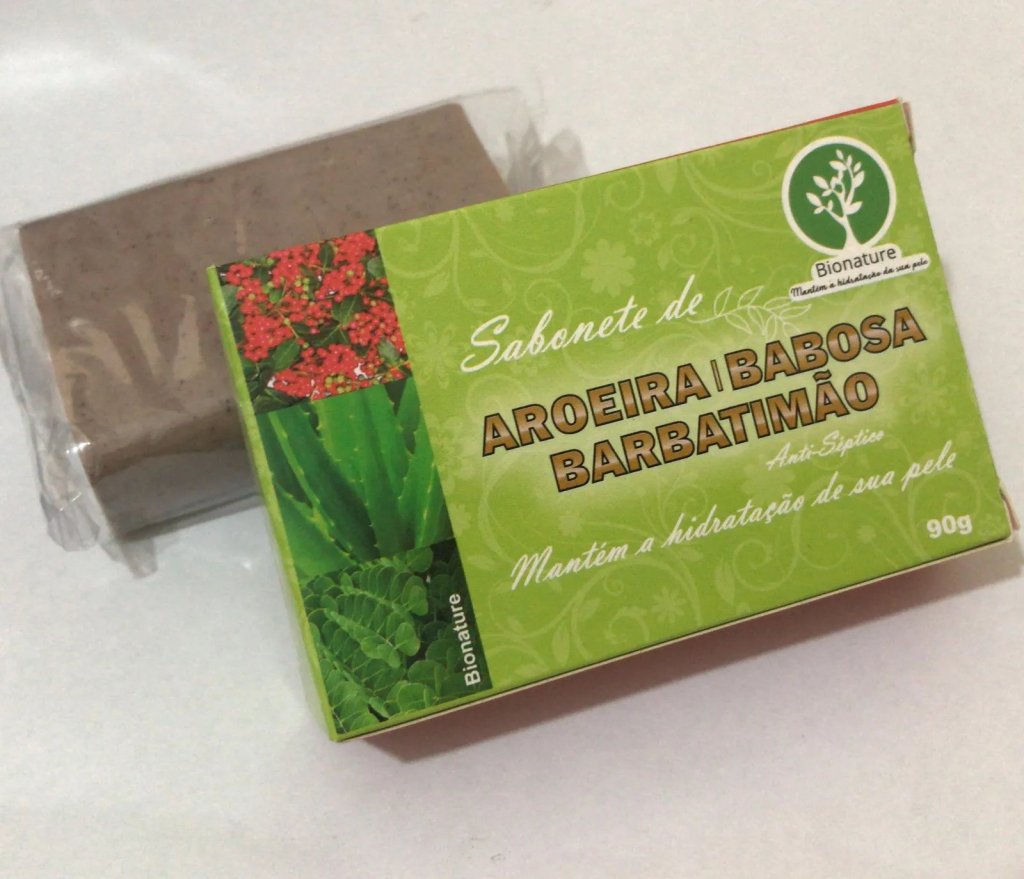 Bionature
Mantém a hidratação da sua pele
Sabonete de
AROEIRA | BABOSA
BARBATIMÃO
Anti-Séptico
Mantém a hidratação de sua pele
90g
Bionature